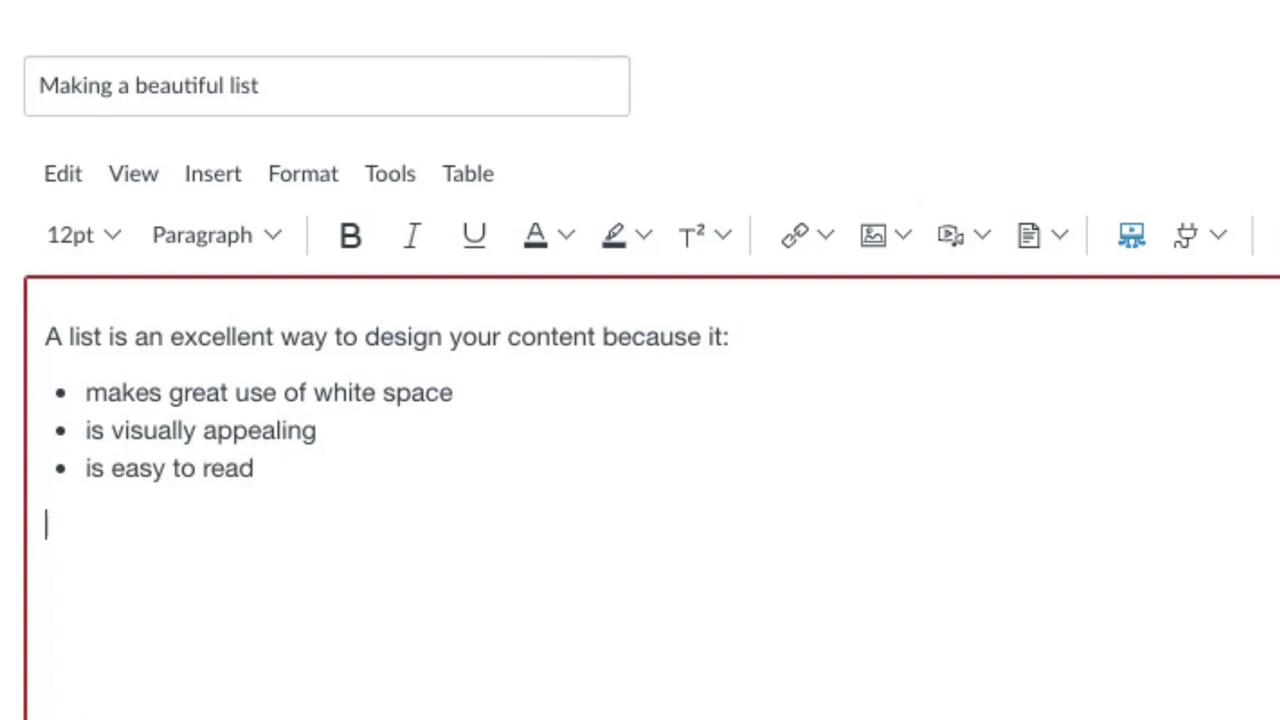 Making a beautiful list
Edit View Insert Format Tools Table
12pt Paragraph B I U A T²
A list is an excellent way to design your content because it:
• makes great use of white space
• is visually appealing
• is easy to read